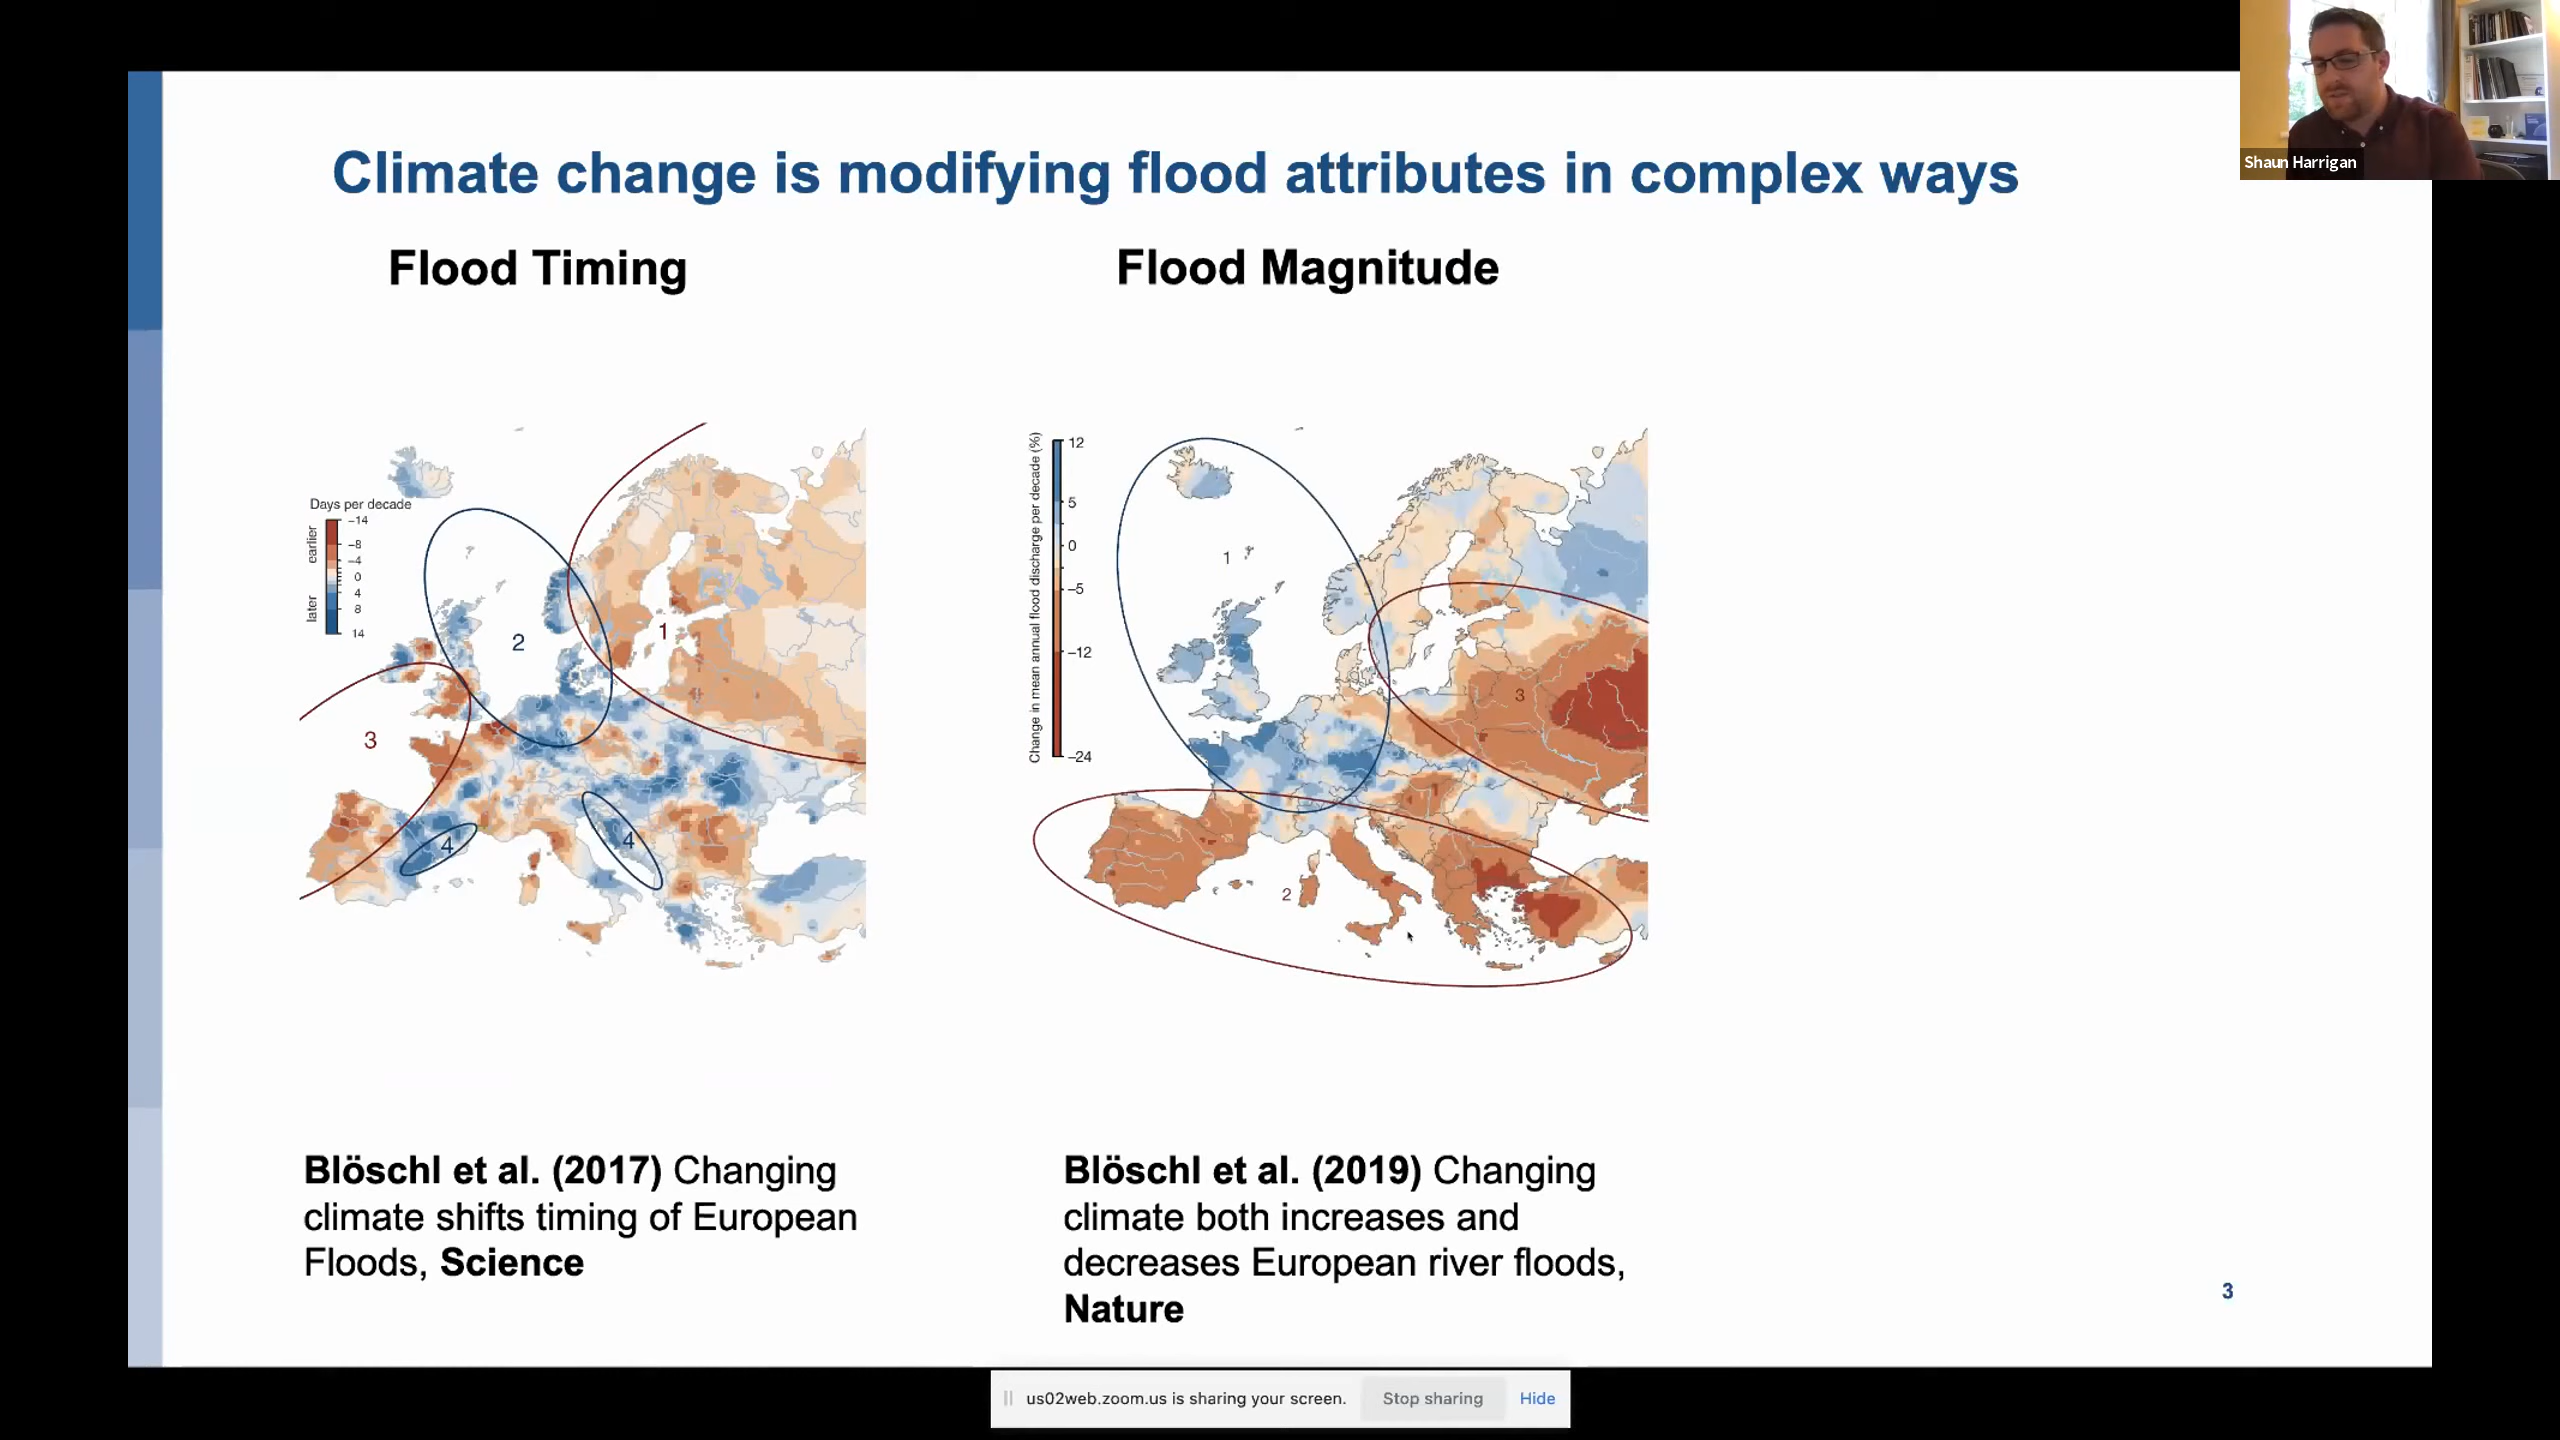 Shaun Harrigan
Climate change is modifying flood attributes in complex ways
Flood Timing
Flood Magnitude
Days per decade
earlier
later
−14
−8
−4
0
4
8
14
1
2
3
4
4
Change in mean annual flood discharge per decade (%)
12
5
0
−5
−12
−24
1
3
2
Blöschl et al. (2017) Changing
climate shifts timing of European
Floods, Science
Blöschl et al. (2019) Changing
climate both increases and
decreases European river floods,
Nature
3
us02web.zoom.us is sharing your screen.
Stop sharing
Hide